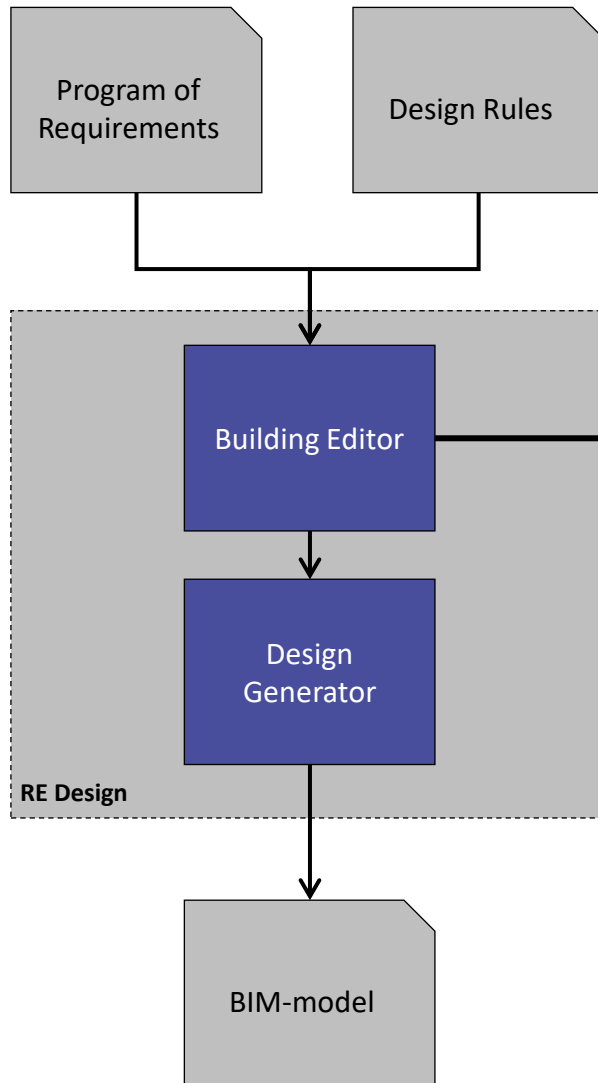 Program of
Requirements
Design Rules
Building Editor
Design
Generator
RE Design
BIM-model